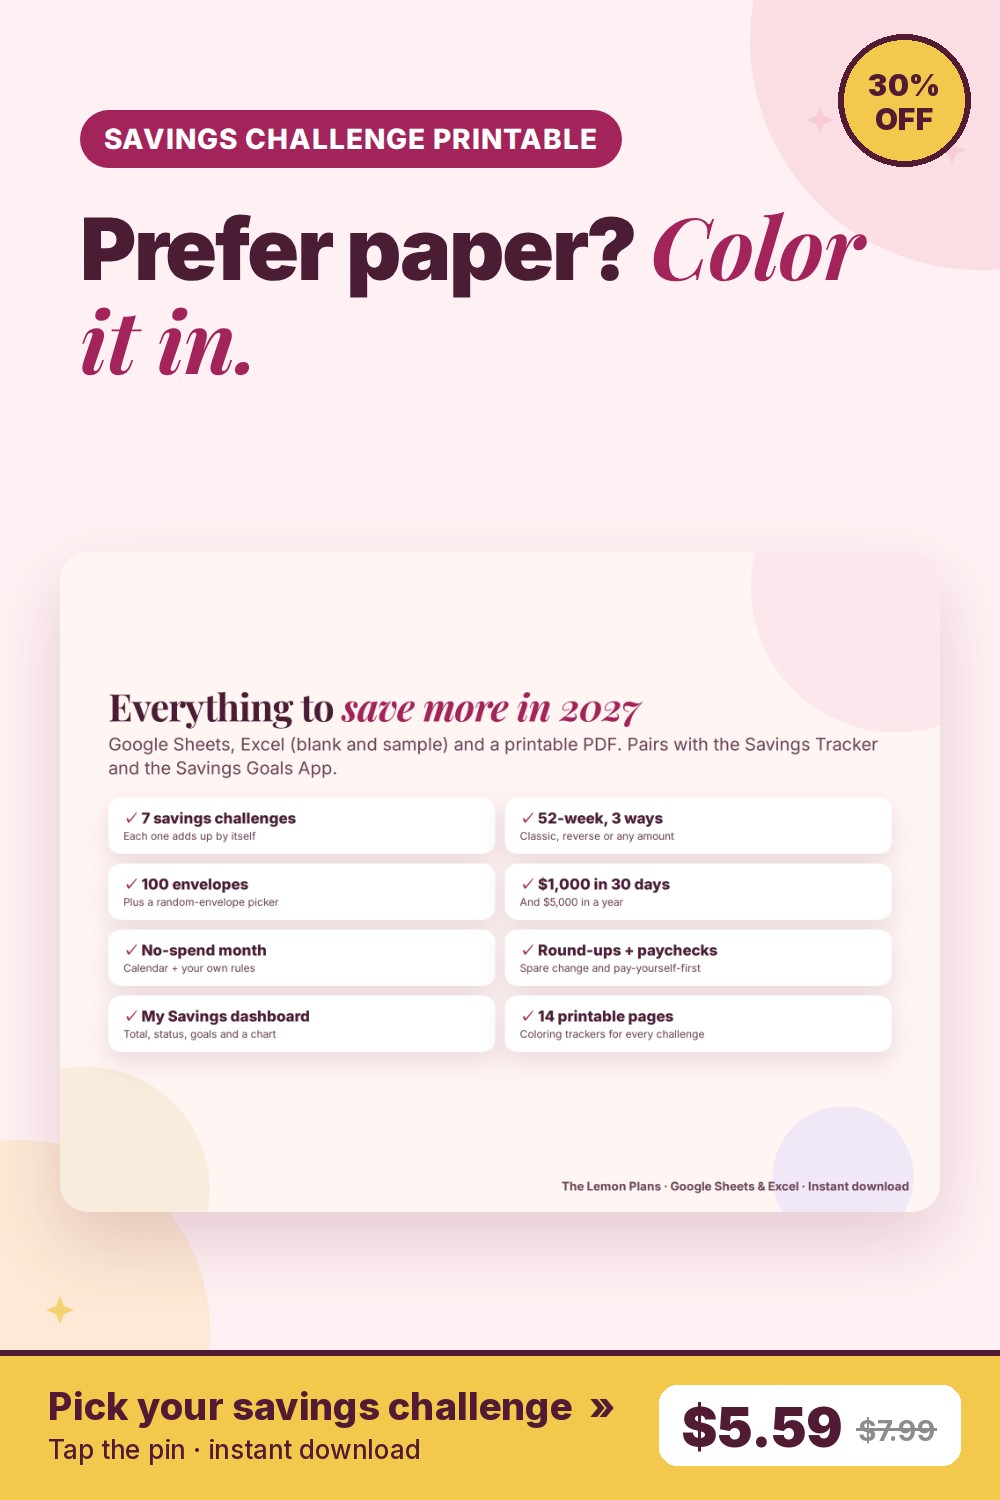 30%
OFF
SAVINGS CHALLENGE PRINTABLE
Prefer paper? Color
it in.
Everything to save more in 2027
Google Sheets, Excel (blank and sample) and a printable PDF. Pairs with the Savings Tracker
and the Savings Goals App.
✓ 7 savings challenges
Each one adds up by itself
✓ 52-week, 3 ways
Classic, reverse or any amount
✓ 100 envelopes
Plus a random-envelope picker
✓ $1,000 in 30 days
And $5,000 in a year
✓ No-spend month
Calendar + your own rules
✓ Round-ups + paychecks
Spare change and pay-yourself-first
✓ My Savings dashboard
Total, status, goals and a chart
✓ 14 printable pages
Coloring trackers for every challenge
The Lemon Plans · Google Sheets & Excel · Instant download
Pick your savings challenge »
Tap the pin · instant download
$5.59 $7.99